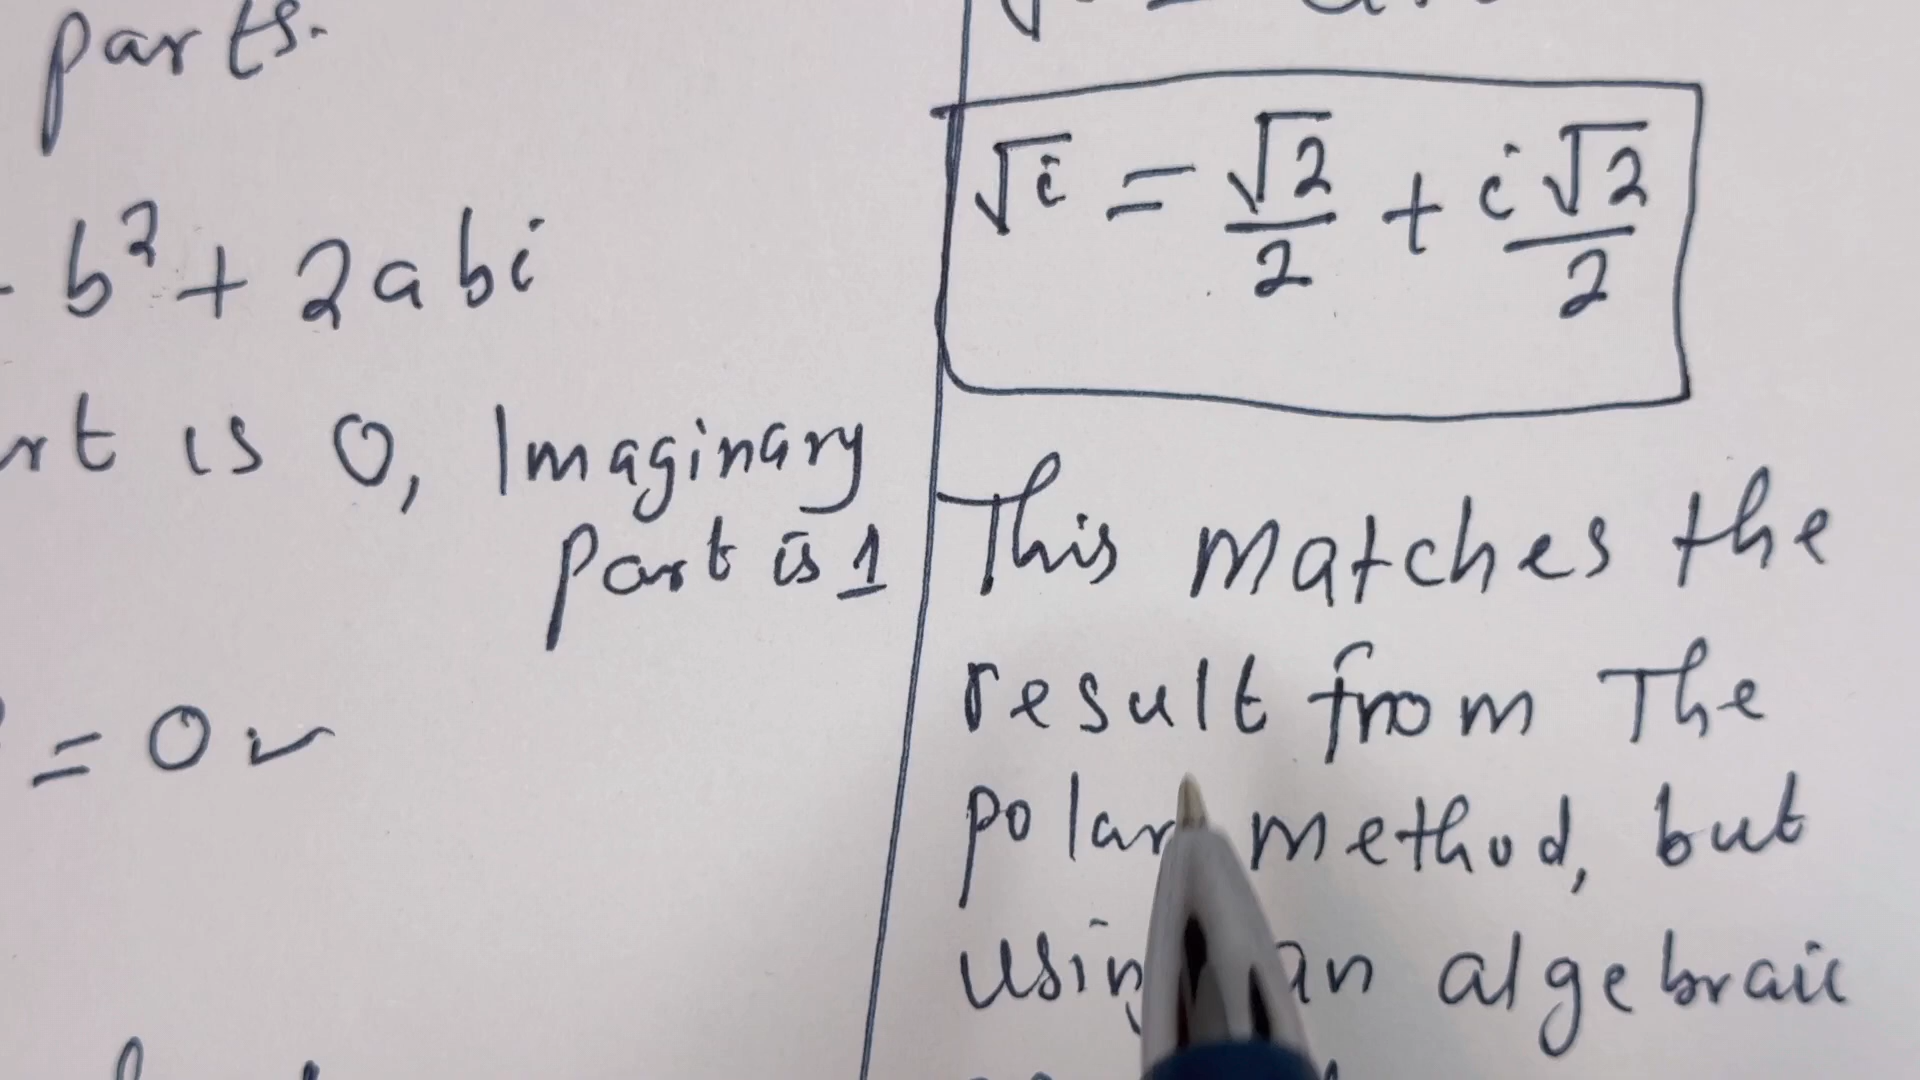 parts.
- b² + 2abi
rt is 0, Imaginary
part is 1
= 0 ✓
√i = √2/2 + i√2/2
This matches the
result from The
polar method, but
using an algebraic